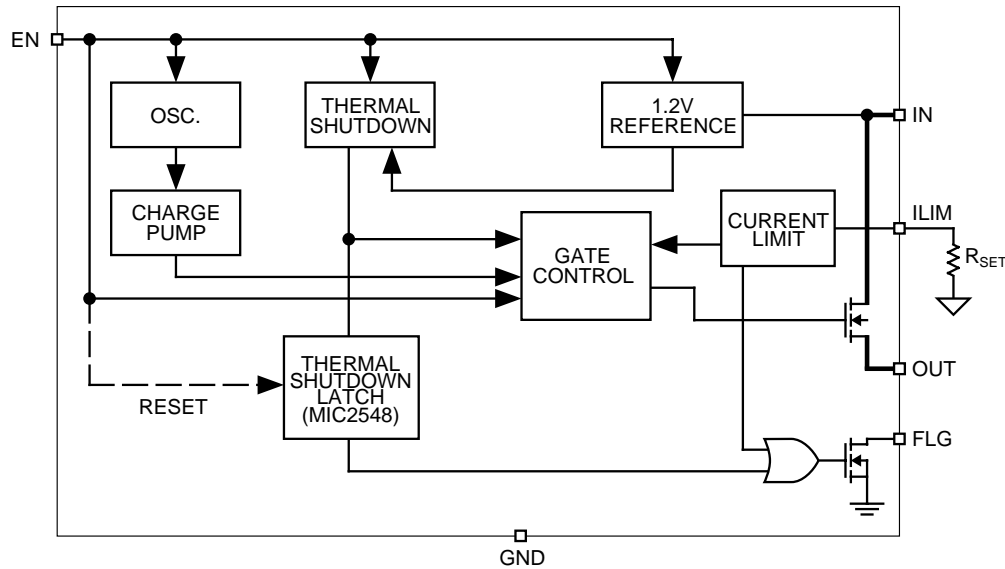 EN
OSC.
THERMAL
SHUTDOWN
1.2V
REFERENCE
IN
CHARGE
PUMP
GATE
CONTROL
CURRENT
LIMIT
ILIM
RSET
THERMAL
SHUTDOWN
LATCH
(MIC2548)
RESET
OUT
FLG
GND